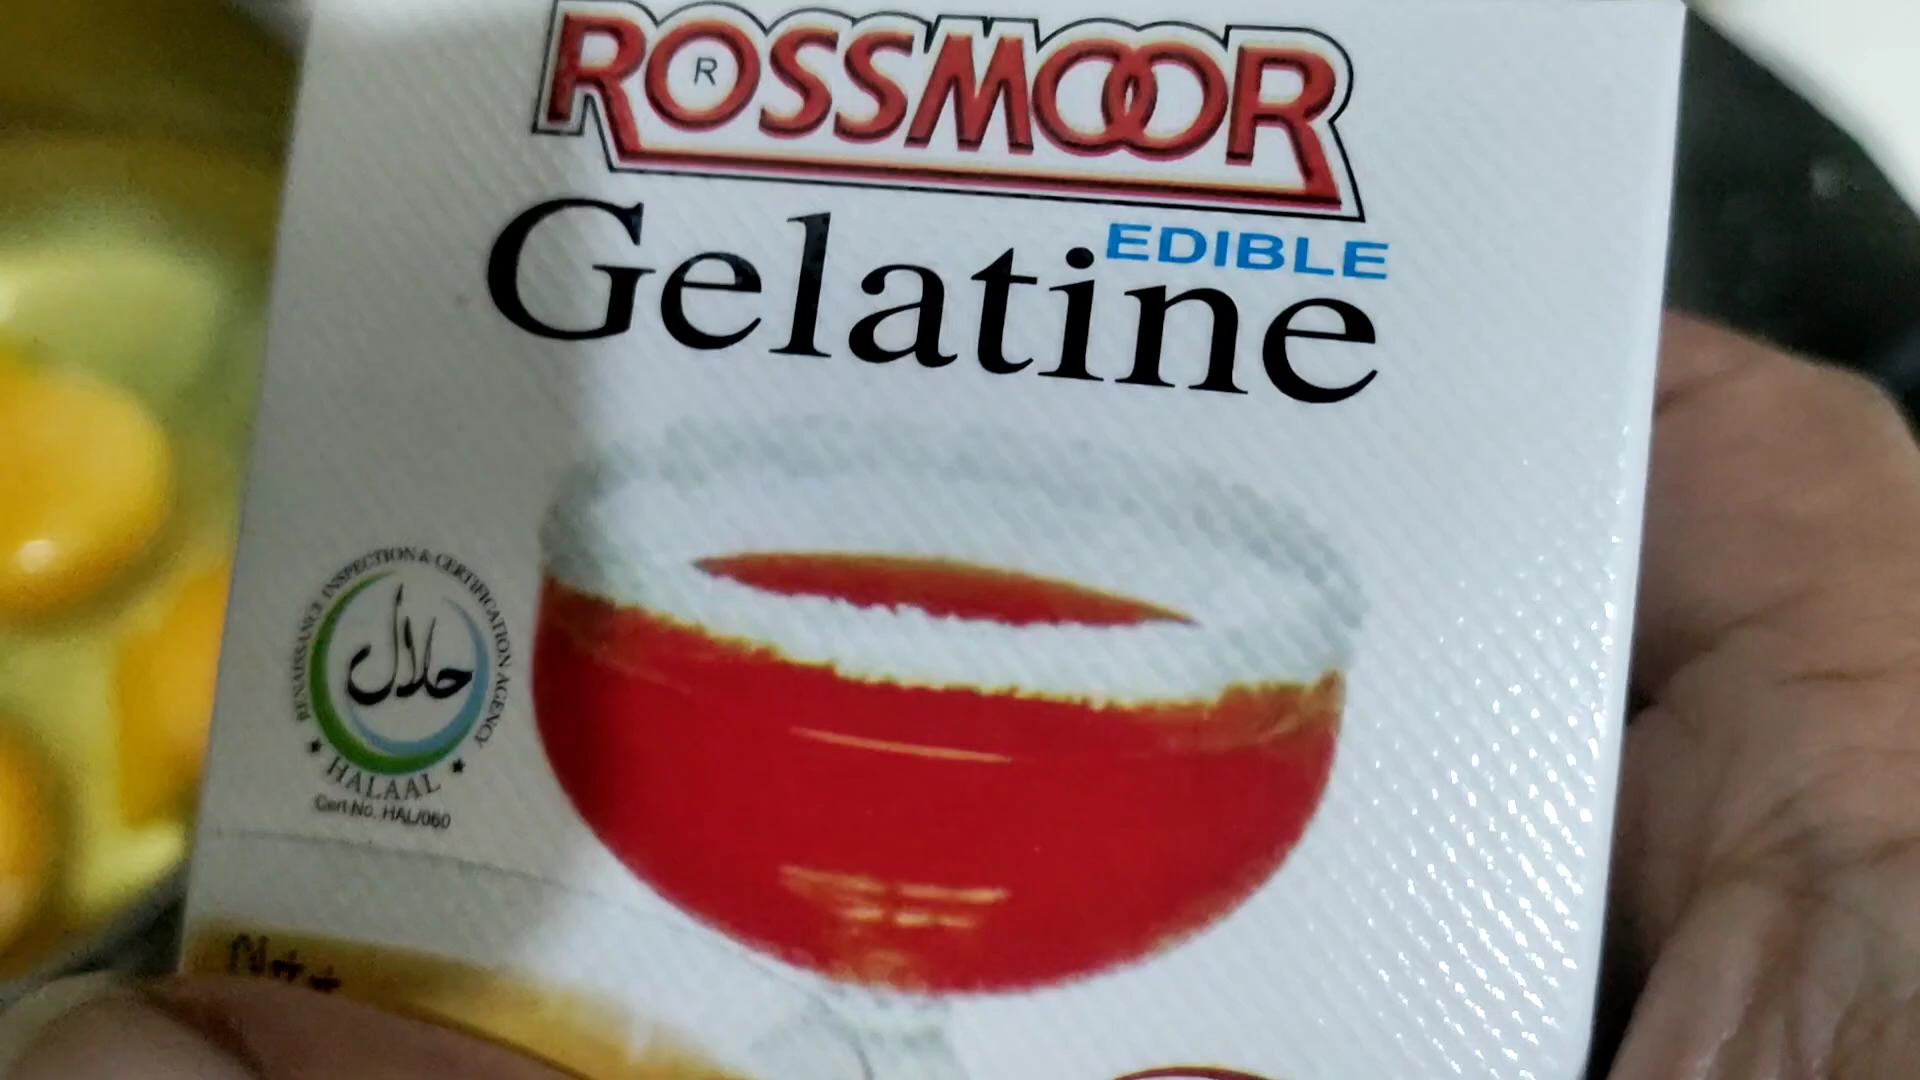 ROSSMOOR
R
EDIBLE
Gelatine
RENAISSANCE INSPECTION & CERTIFICATION AGENCY
حلال
HALAAL
Cert No. HAL/060